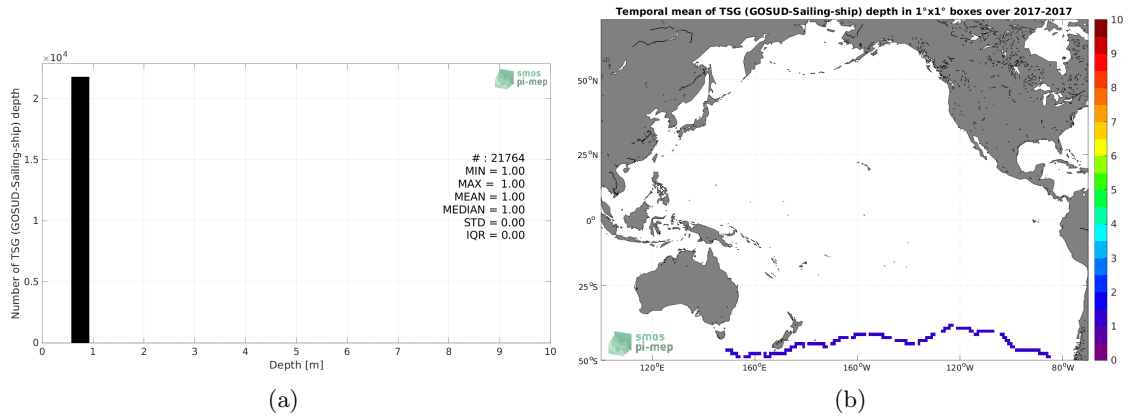 ×10⁴
2
1.5
1
0.5
0
Number of TSG (GOSUD-Sailing-ship) depth
smos
pi-mep
# : 21764
MIN = 1.00
MAX = 1.00
MEAN = 1.00
MEDIAN = 1.00
STD = 0.00
IQR = 0.00
0 1 2 3 4 5 6 7 8 9 10
Depth [m]
(a)
Temporal mean of TSG (GOSUD-Sailing-ship) depth in 1°x1° boxes over 2017-2017
50°N
25°N
0°
25°S
50°S
smos
pi-mep
120°E 160°E 160°W 120°W 80°W
10
9
8
7
6
5
4
3
2
1
0
(b)